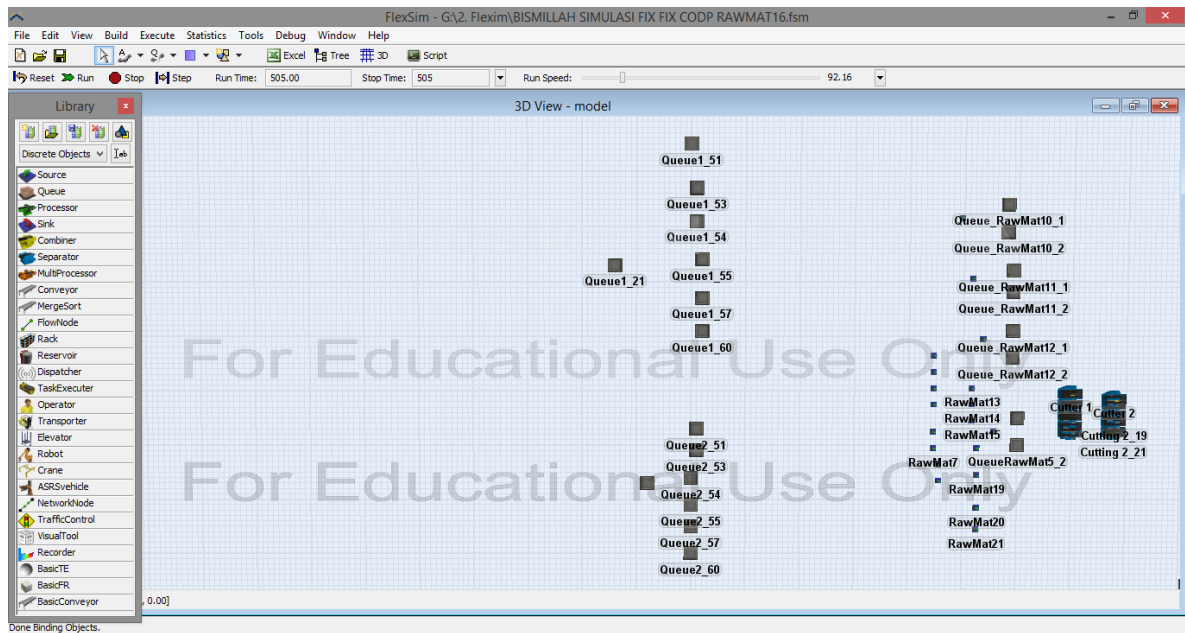 FlexSim - G:\2. Flexim\BISMILLAH SIMULASI FIX FIX CODP RAWMAT16.fsm
File Edit View Build Execute Statistics Tools Debug Window Help
Excel Tree 3D Script
Reset Run Stop Step Run Time: 505.00 Stop Time: 505 Run Speed: 92.16
Library
3D View - model
Discrete Objects
Source
Queue
Processor
Sink
Combiner
Separator
MultiProcessor
Conveyor
MergeSort
FlowNode
Rack
Reservoir
Dispatcher
TaskExecuter
Operator
Transporter
Elevator
Robot
Crane
ASRSvehicle
NetworkNode
TrafficControl
VisualTool
Recorder
BasicTE
BasicFR
BasicConveyor
Queue1_51
Queue1_53
Queue1_54
Queue1_55
Queue1_21
Queue1_57
Queue1_60
Queue2_51
Queue2_53
Queue2_54
Queue2_55
Queue2_57
Queue2_60
Queue_RawMat10_1
Queue_RawMat10_2
Queue_RawMat11_1
Queue_RawMat11_2
Queue_RawMat12_1
Queue_RawMat12_2
RawMat13
RawMat14
RawMat15
Cutter 1
Cutter 2
Cutting 2_19
Cutting 2_21
RawMat7 QueueRawMat5_2
RawMat19
RawMat20
RawMat21
For Educational Use Only
For Educational Use Only
, 0.00]
Done Binding Objects.